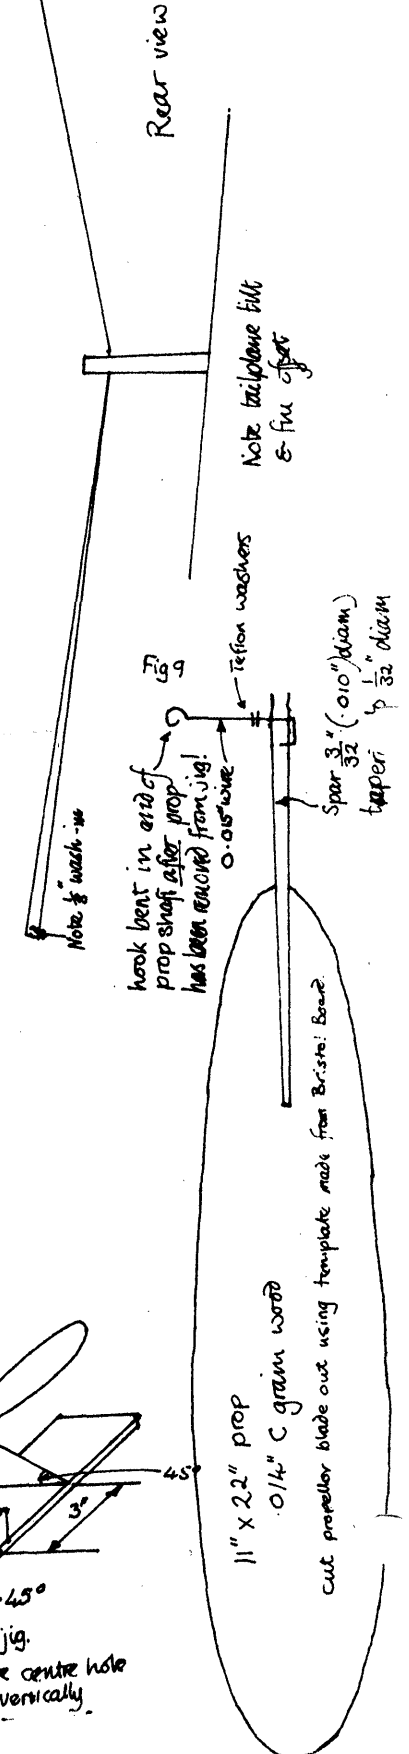 Rear view
Note tailplane tilt
& fin offset
Note 1/8" wash-in
Fig 9
Teflon washers
hook bent in end of
prop shaft after prop
has been removed from jig!
0.015" wire
Spar 3/32" (.010") diam
taper 1/32" diam
11" x 22" prop
.014" C grain wood
cut propellor blade out using template made from Bristol Board.
45°
3"
45°
jig.
centre hole
vertically